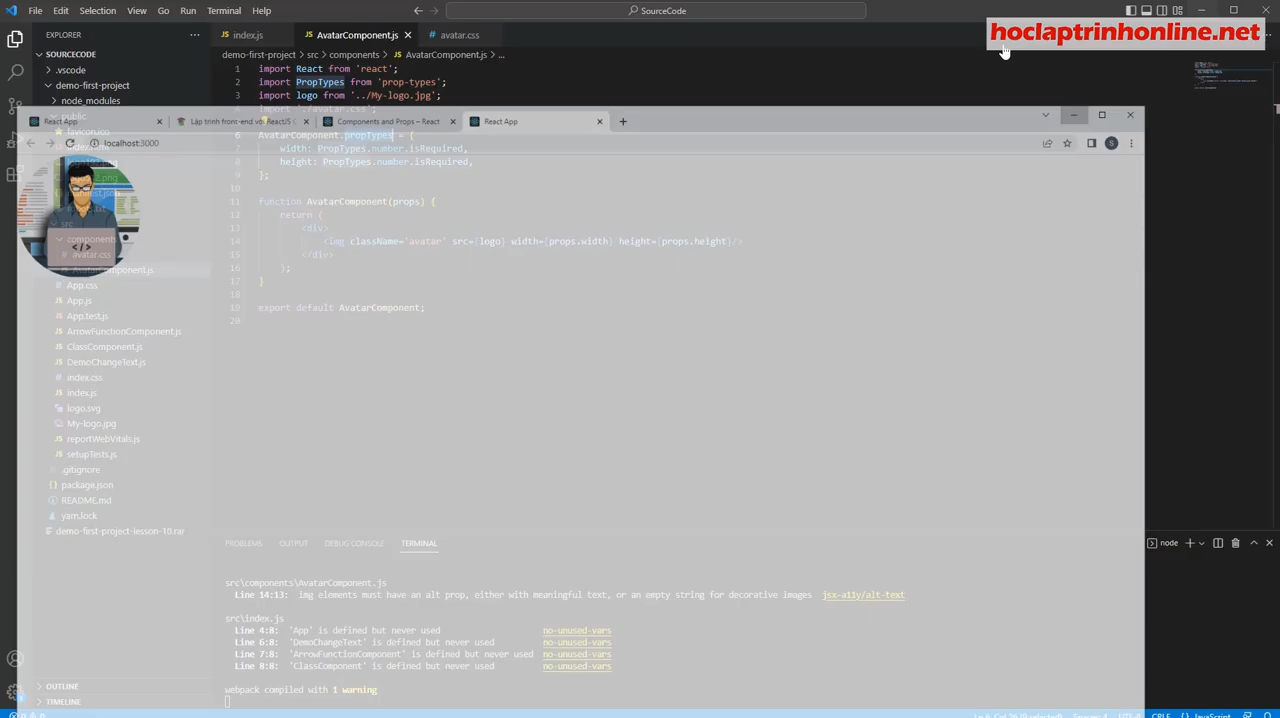 File Edit Selection View Go Run Terminal Help
SourceCode
hoclaptrinhonline.net
EXPLORER
SOURCECODE
.vscode
demo-first-project
node_modules
public
favicon.ico
src
components
avatar.css
AvatarComponent.js
App.css
App.js
App.test.js
ArrowFunctionComponent.js
ClassComponent.js
DemoChangeText.js
index.css
index.js
logo.svg
My-logo.jpg
reportWebVitals.js
setupTests.js
.gitignore
package.json
README.md
yarn.lock
demo-first-project-lesson-10.rar
OUTLINE
TIMELINE
index.js
AvatarComponent.js
avatar.css
demo-first-project > src > components > AvatarComponent.js > ...
1 import React from 'react';
2 import PropTypes from 'prop-types';
3 import logo from '../My-logo.jpg';
4 import './avatar.css';
React App
Components and Props – React
React App
localhost:3000
6 AvatarComponent.propTypes = {
7 width: PropTypes.number.isRequired,
8 height: PropTypes.number.isRequired,
9 };
10
11 function AvatarComponent(props) {
12 return (
13 <div>
14 <img className='avatar' src={logo} width={props.width} height={props.height}/>
15 </div>
16 );
17 }
18
19 export default AvatarComponent;
20
PROBLEMS OUTPUT DEBUG CONSOLE TERMINAL
node
src\components\AvatarComponent.js
Line 14:13: img elements must have an alt prop, either with meaningful text, or an empty string for decorative images jsx-a11y/alt-text
src\index.js
Line 4:8: 'App' is defined but never used no-unused-vars
Line 6:8: 'DemoChangeText' is defined but never used no-unused-vars
Line 7:8: 'ArrowFunctionComponent' is defined but never used no-unused-vars
Line 8:8: 'ClassComponent' is defined but never used no-unused-vars
webpack compiled with 1 warning